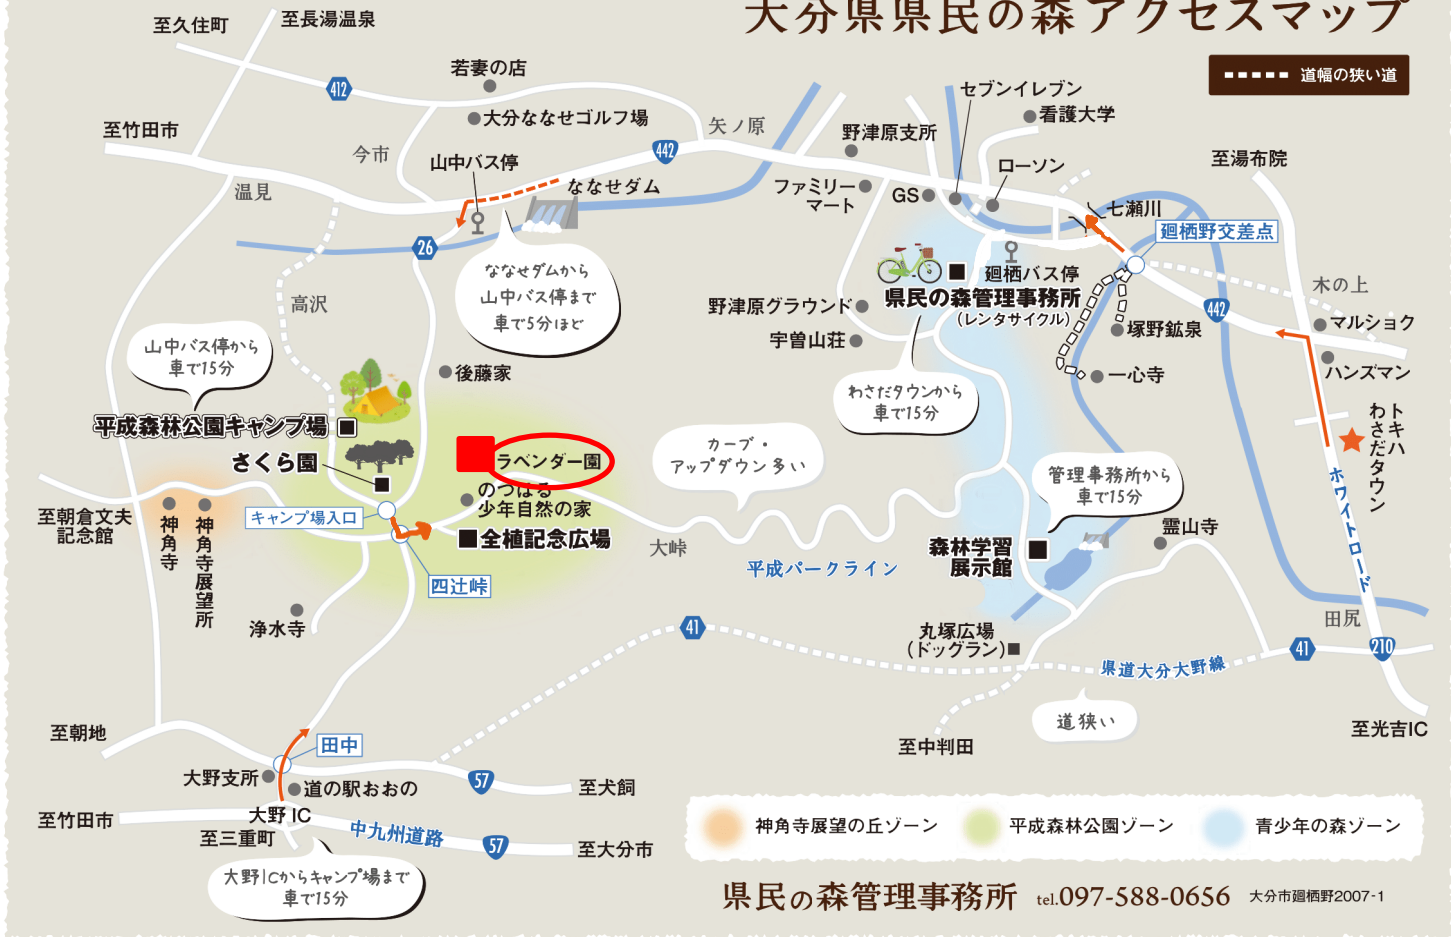 大分県県民の森アクセスマップ
道幅の狭い道
至久住町
至長湯温泉
412
若妻の店
大分ななせゴルフ場
至竹田市
今市
山中バス停
442
矢ノ原
温見
ななせダム
26
ななせダムから
山中バス停まで
車で5分ほど
高沢
山中バス停から
車で15分
後藤家
セブンイレブン
看護大学
野津原支所
ローソン
ファミリー
マート
GS
七瀬川
廻栖野交差点
至湯布院
廻栖バス停
県民の森管理事務所
(レンタサイクル)
野津原グラウンド
宇曽山荘
塚野鉱泉
一心寺
442
木の上
マルショク
ハンズマン
トキハ
わさだタウン
わさだタウンから
車で15分
平成森林公園キャンプ場
さくら園
ラベンダー園
のつはる
少年自然の家
カーブ・
アップダウン多い
管理事務所から
車で15分
ホワイトロード
至朝倉文夫
記念館
神角寺
神角寺展望所
キャンプ場入口
全植記念広場
四辻峠
大峠
平成パークライン
森林学習
展示館
霊山寺
浄水寺
41
丸塚広場
(ドッグラン)
県道大分大野線
41
田尻
210
道狭い
至中判田
至光吉IC
至朝地
田中
大野支所
道の駅おおの
57
至犬飼
至竹田市
大野IC
至三重町
中九州道路
57
至大分市
大野ICからキャンプ場まで
車で15分
神角寺展望の丘ゾーン
平成森林公園ゾーン
青少年の森ゾーン
県民の森管理事務所 tel.097-588-0656 大分市廻栖野2007-1